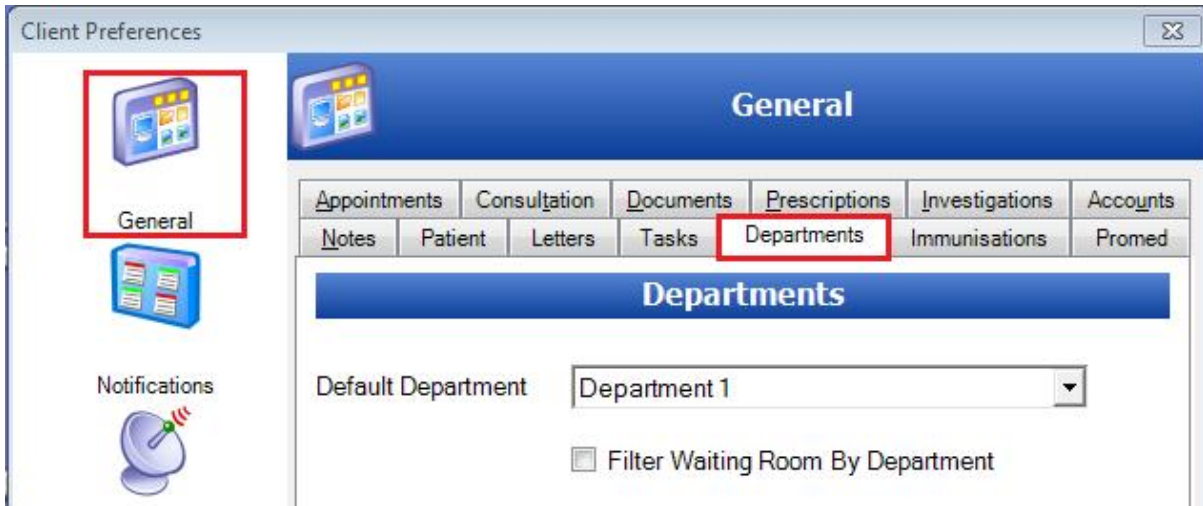 Client Preferences
General
General
Appointments Consultation Documents Prescriptions Investigations Accounts
Notes Patient Letters Tasks Departments Immunisations Promed
Departments
Notifications
Default Department Department 1
Filter Waiting Room By Department